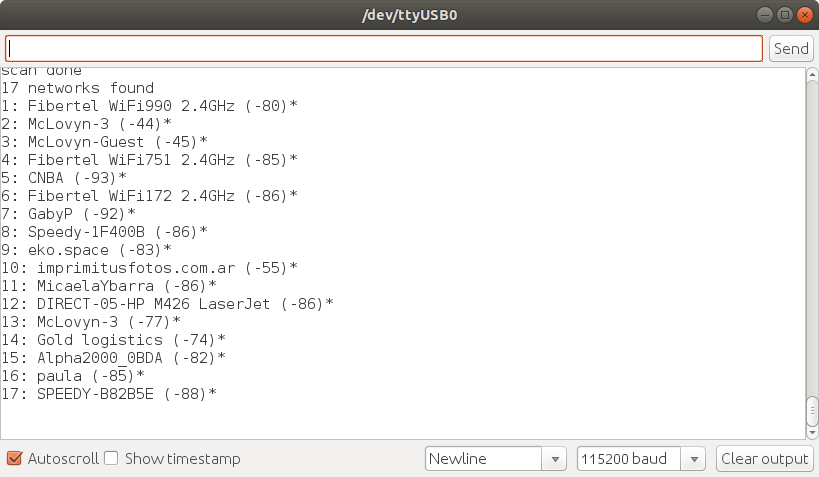 /dev/ttyUSB0
Send
scan done
17 networks found
1: Fibertel WiFi990 2.4GHz (-80)*
2: McLovyn-3 (-44)*
3: McLovyn-Guest (-45)*
4: Fibertel WiFi751 2.4GHz (-85)*
5: CNBA (-93)*
6: Fibertel WiFi172 2.4GHz (-86)*
7: GabyP (-92)*
8: Speedy-1F400B (-86)*
9: eko.space (-83)*
10: imprimitusfotos.com.ar (-55)*
11: MicaelaYbarra (-86)*
12: DIRECT-05-HP M426 LaserJet (-86)*
13: McLovyn-3 (-77)*
14: Gold logistics (-74)*
15: Alpha2000_0BDA (-82)*
16: paula (-85)*
17: SPEEDY-B82B5E (-88)*
Autoscroll Show timestamp Newline 115200 baud Clear output